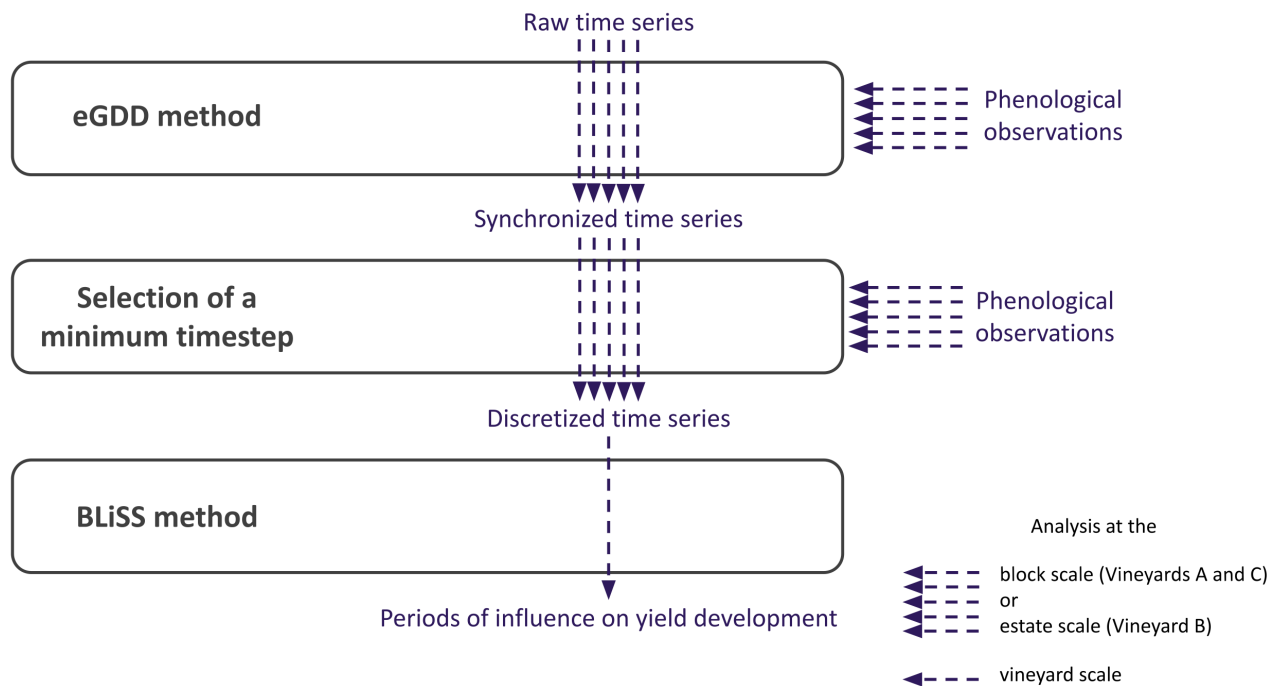 Raw time series
eGDD method
Phenological
observations
Synchronized time series
Selection of a
minimum timestep
Phenological
observations
Discretized time series
BLiSS method
Periods of influence on yield development
Analysis at the
block scale (Vineyards A and C)
or
estate scale (Vineyard B)
vineyard scale